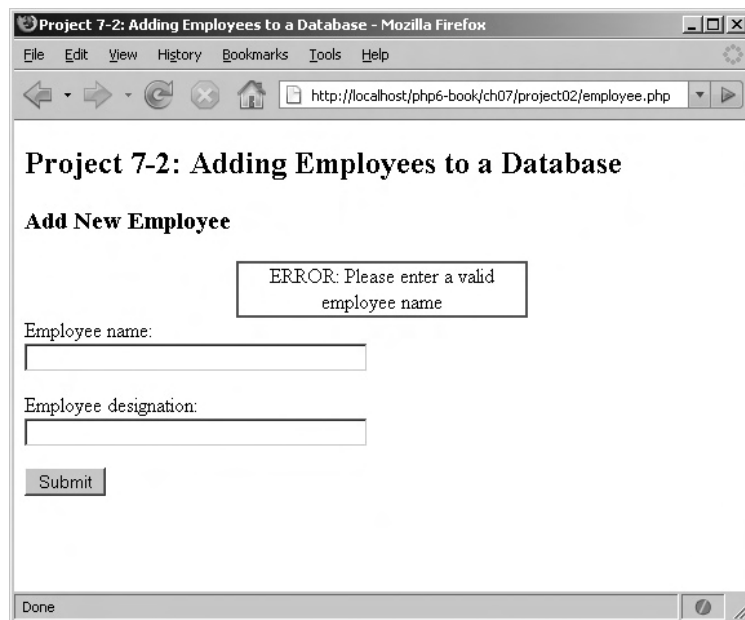 Project 7-2: Adding Employees to a Database - Mozilla Firefox
File Edit View History Bookmarks Tools Help
http://localhost/php6-book/ch07/project02/employee.php
Project 7-2: Adding Employees to a Database
Add New Employee
ERROR: Please enter a valid
employee name
Employee name:
Employee designation:
Submit
Done